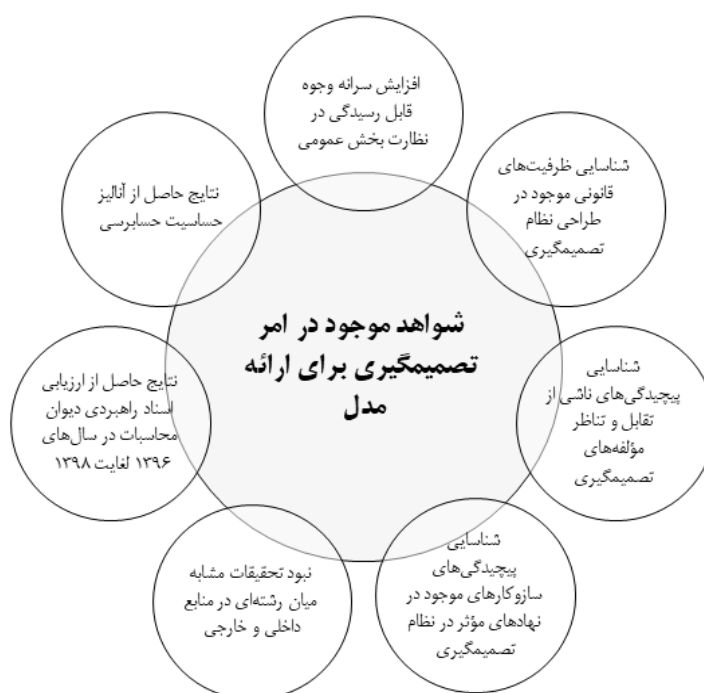 افزایش سرانه وجوه
قابل رسیدگی در
نظارت بخش عمومی
شناسایی ظرفیت‌های
قانونی موجود در
طراحی نظام
تصمیمگیری
شناسایی
پیچیدگی‌های ناشی از
تقابل و تناظر
مؤلفه‌های
تصمیمگیری
شناسایی
پیچیدگی‌های
سازوکارهای موجود در
نهادهای مؤثر در نظام
تصمیمگیری
نبود تحقیقات مشابه
میان رشته‌ای در منابع
داخلی و خارجی
نتایج حاصل از ارزیابی
اسناد راهبردی دیوان
محاسبات در سال‌های
۱۳۹۶ لغایت ۱۳۹۸
نتایج حاصل از آنالیز
حساسیت حسابرسی
شواهد موجود در امر
تصمیمگیری برای ارائه
مدل